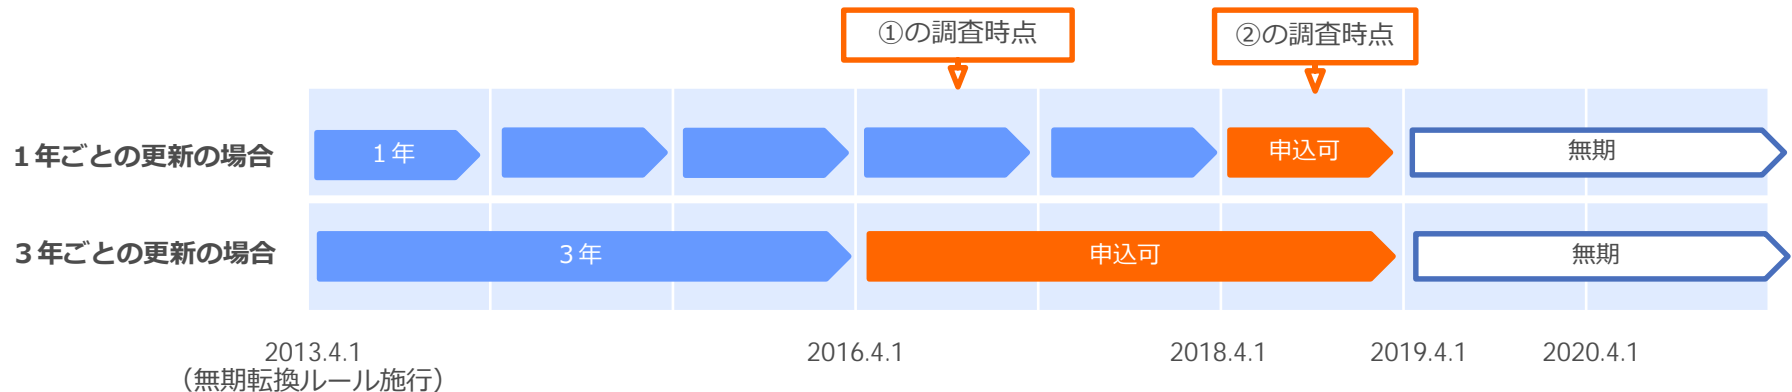 ①の調査時点
②の調査時点
1年ごとの更新の場合
1年
申込可
無期
3年ごとの更新の場合
3年
申込可
無期
2013.4.1
2016.4.1
2018.4.1
2019.4.1
2020.4.1
（無期転換ルール施行）